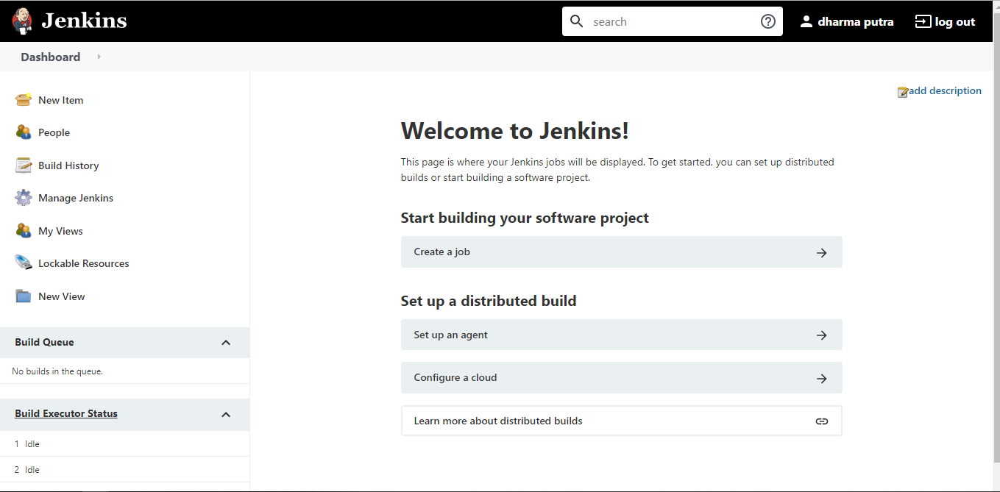 Jenkins
search
dharma putra
log out
Dashboard
New Item
People
Build History
Manage Jenkins
My Views
Lockable Resources
New View
Build Queue
No builds in the queue.
Build Executor Status
1 Idle
2 Idle
add description
Welcome to Jenkins!
This page is where your Jenkins jobs will be displayed. To get started, you can set up distributed
builds or start building a software project.
Start building your software project
Create a job
Set up a distributed build
Set up an agent
Configure a cloud
Learn more about distributed builds